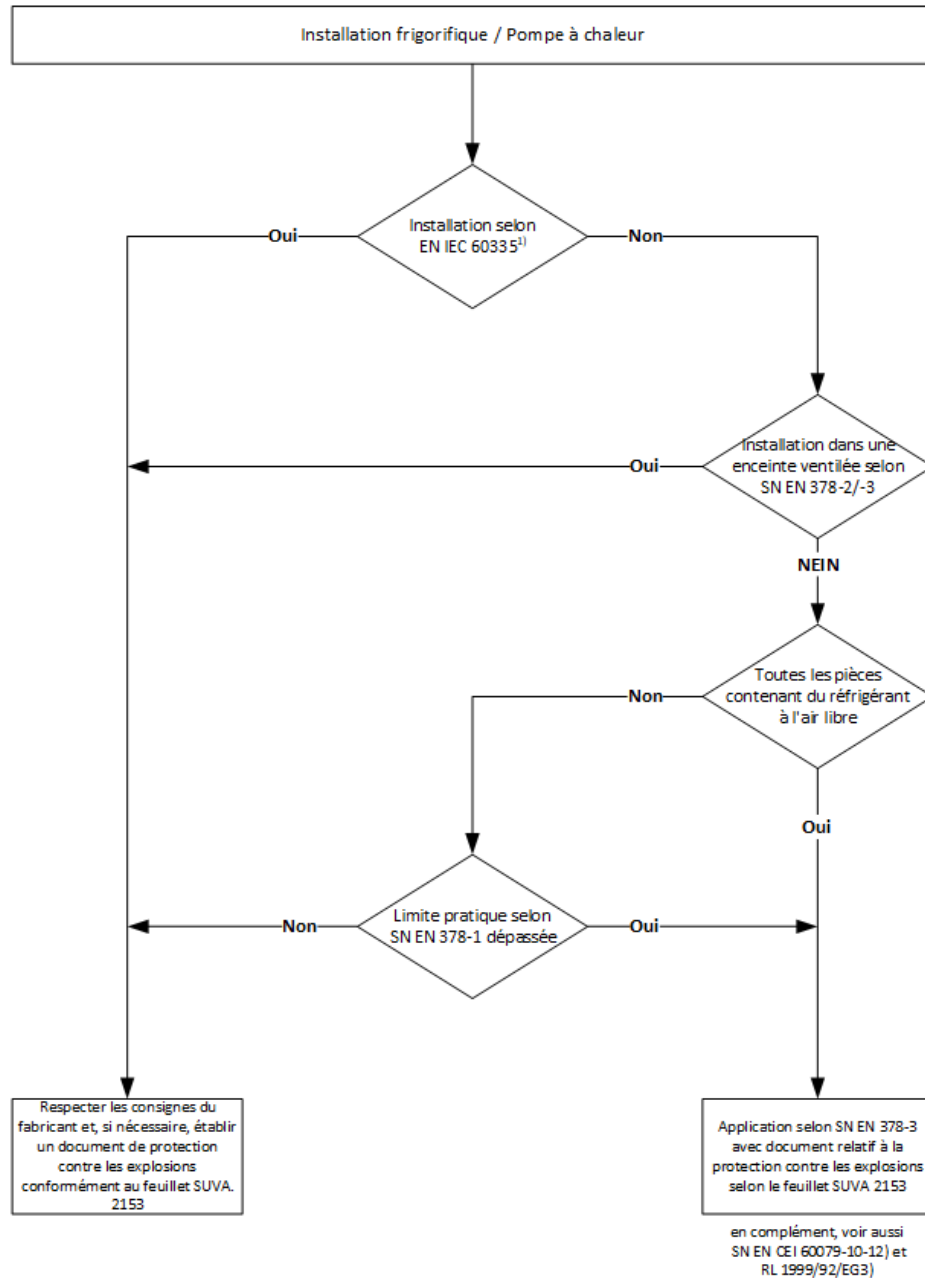 Installation frigorifique / Pompe à chaleur
Installation selon
EN IEC 60335¹⁾
Oui
Non
Installation dans une
enceinte ventilée selon
SN EN 378-2/-3
Oui
NEIN
Toutes les pièces
contenant du réfrigérant
à l'air libre
Non
Oui
Limite pratique selon
SN EN 378-1 dépassée
Non
Oui
Respecter les consignes du
fabricant et, si nécessaire, établir
un document de protection
contre les explosions
conformément au feuillet SUVA.
2153
Application selon SN EN 378-3
avec document relatif à la
protection contre les explosions
selon le feuillet SUVA 2153
en complément, voir aussi
SN EN CEI 60079-10-12) et
RL 1999/92/EG3)